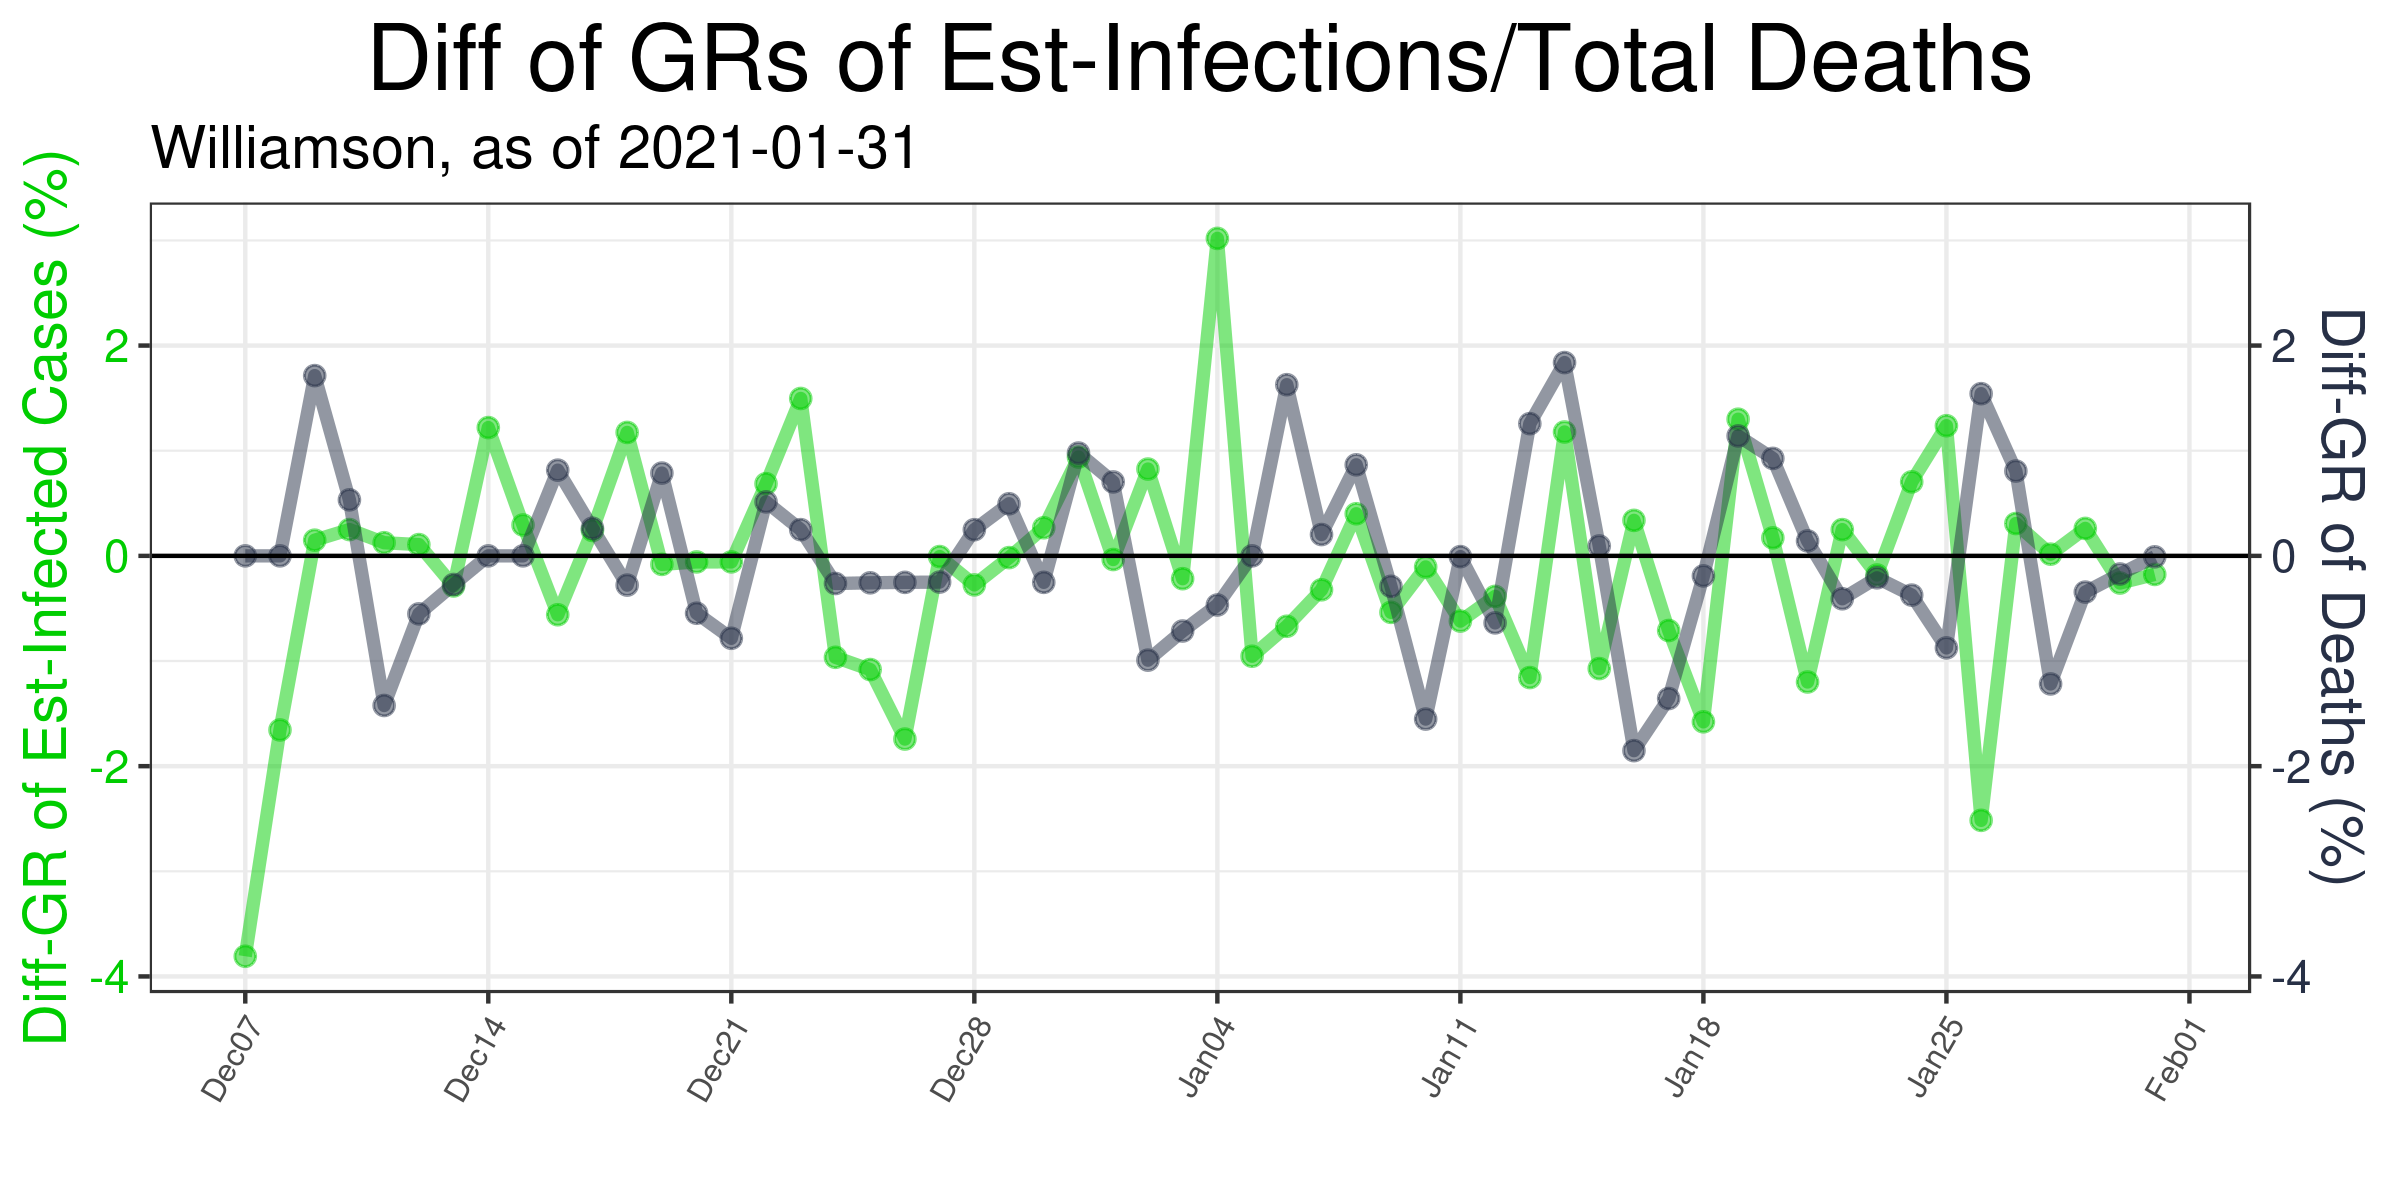 Diff of GRs of Est-Infections/Total Deaths
Williamson, as of 2021-01-31
Diff-GR of Est-Infected Cases (%)
2
0
-2
-4
2
0
-2
-4
Diff-GR of Deaths (%)
Dec07
Dec14
Dec21
Dec28
Jan04
Jan11
Jan18
Jan25
Feb01